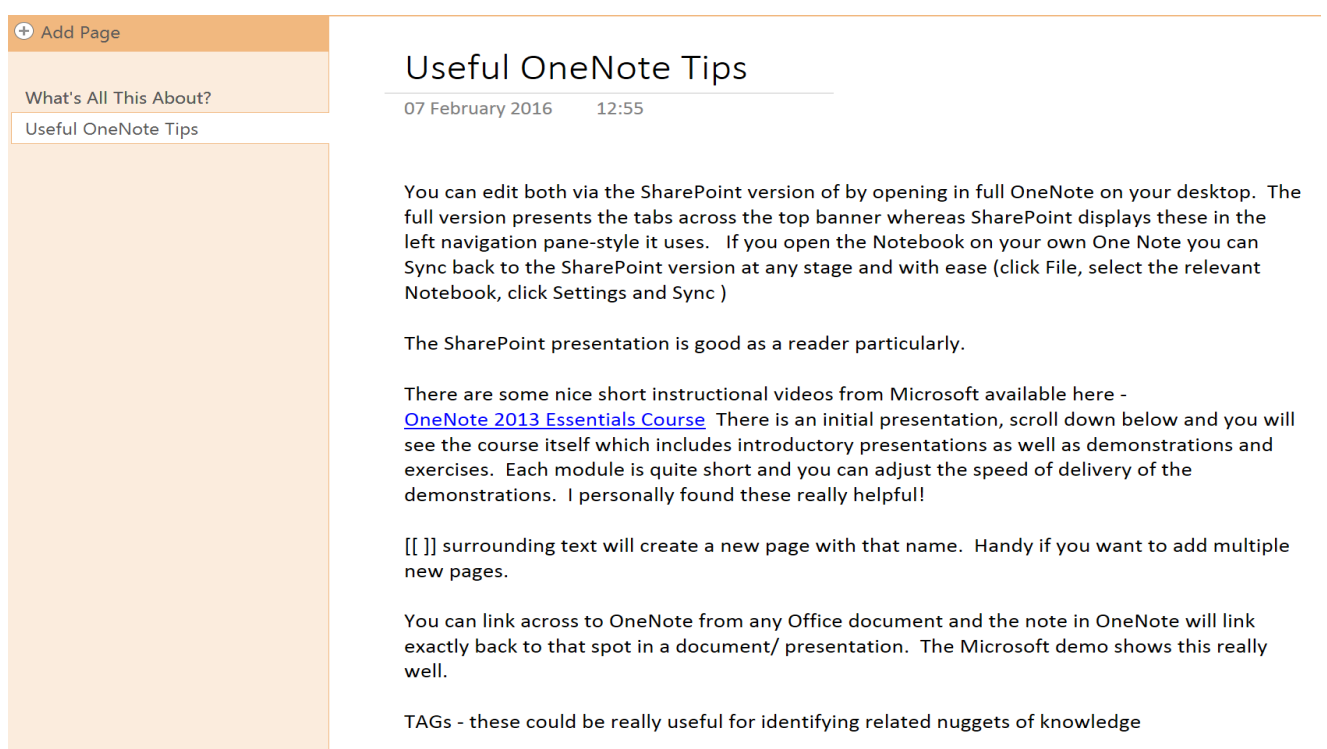 Add Page
What's All This About?
Useful OneNote Tips
Useful OneNote Tips
07 February 2016 12:55
You can edit both via the SharePoint version of by opening in full OneNote on your desktop. The
full version presents the tabs across the top banner whereas SharePoint displays these in the
left navigation pane-style it uses. If you open the Notebook on your own One Note you can
Sync back to the SharePoint version at any stage and with ease (click File, select the relevant
Notebook, click Settings and Sync )
The SharePoint presentation is good as a reader particularly.
There are some nice short instructional videos from Microsoft available here -
OneNote 2013 Essentials Course There is an initial presentation, scroll down below and you will
see the course itself which includes introductory presentations as well as demonstrations and
exercises. Each module is quite short and you can adjust the speed of delivery of the
demonstrations. I personally found these really helpful!
[[ ]] surrounding text will create a new page with that name. Handy if you want to add multiple
new pages.
You can link across to OneNote from any Office document and the note in OneNote will link
exactly back to that spot in a document/ presentation. The Microsoft demo shows this really
well.
TAGs - these could be really useful for identifying related nuggets of knowledge